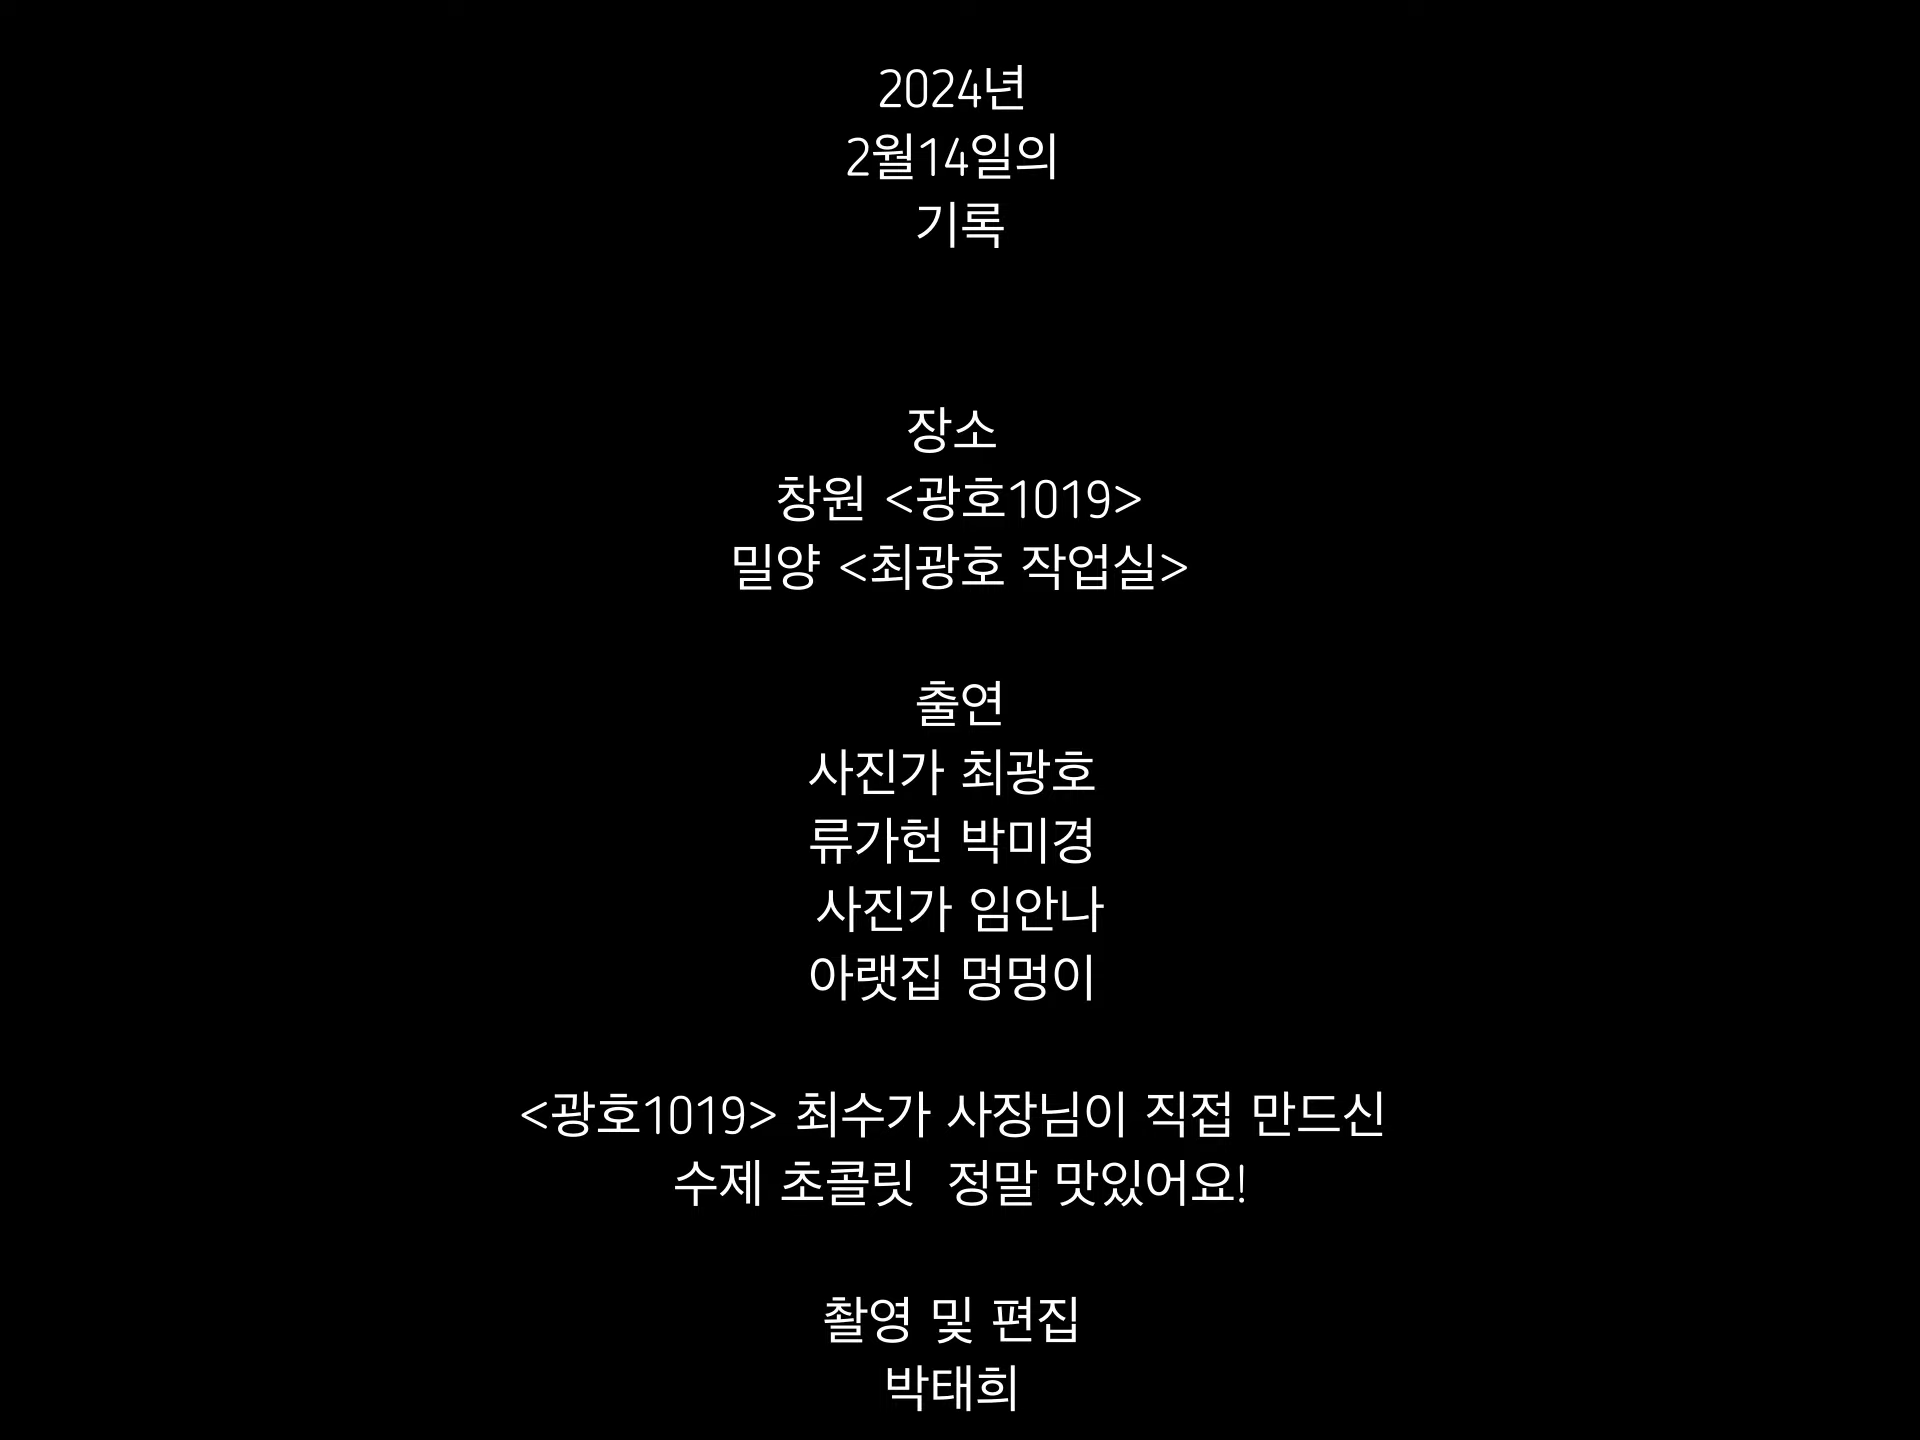 2024년
2월14일의
기록
장소
창원 <광호1019>
밀양 <최광호 작업실>
출연
사진가 최광호
류가헌 박미경
사진가 임안나
아랫집 멍멍이
<광호1019> 최수가 사장님이 직접 만드신
수제 초콜릿  정말 맛있어요!
촬영 및 편집
박태희